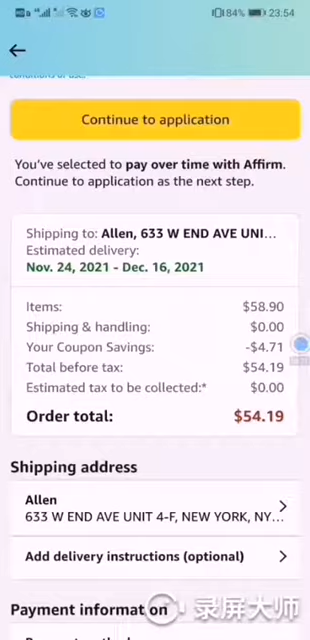 84% 23:54
conditions of use.
Continue to application
You've selected to pay over time with Affirm.
Continue to application as the next step.
Shipping to: Allen, 633 W END AVE UNI...
Estimated delivery:
Nov. 24, 2021 - Dec. 16, 2021
Items: $58.90
Shipping & handling: $0.00
Your Coupon Savings: -$4.71
Total before tax: $54.19
Estimated tax to be collected:* $0.00
Order total: $54.19
Shipping address
Allen
633 W END AVE UNIT 4-F, NEW YORK, NY...
Add delivery instructions (optional)
Payment information
录屏大师